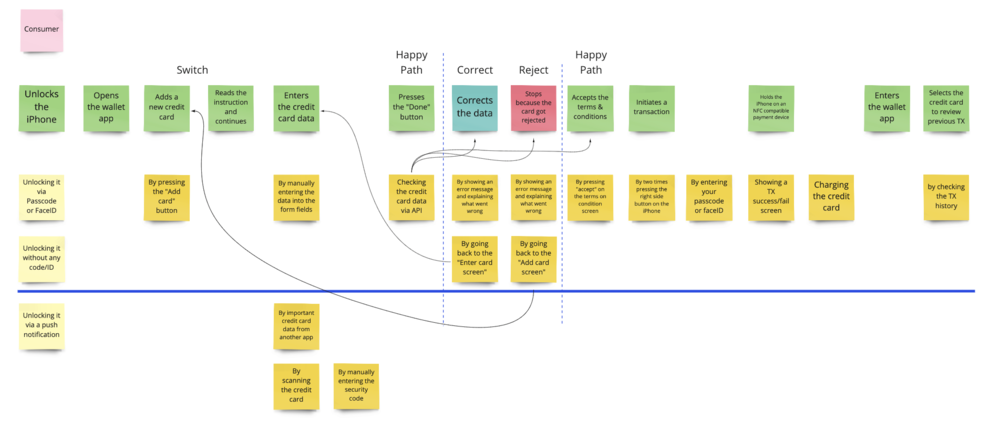 Consumer
Happy
Path
Happy
Path
Switch
Correct
Reject
Unlocks
the
iPhone
Opens
the wallet
app
Adds a
new credit
card
Reads the
instruction
and
continues
Enters
the credit
card data
Presses
the "Done"
button
Corrects
the data
Stops
because the
card got
rejected
Accepts the
terms &
conditions
Initiates a
transaction
Holds the
iPhone on an
NFC compatible
payment device
Enters
the wallet
app
Selects the
credit card
to review
previous TX
Unlocking it
via
Passcode
or FaceID
By pressing
the "Add
card"
button
By manually
entering the
data into the
form fields
Checking
the credit
card data
via API
By showing an
error message
and explaining
what went
wrong
By showing an
error message
and explaining
what went
wrong
By pressing
"accept" on the
terms on
condition
screen
By two times
pressing the
right side
button on the
iPhone
By entering
your
passcode
or faceID
Showing a
TX
success/fail
screen
Charging
the credit
card
by checking
the TX
history
Unlocking it
without any
code/ID
By going
back to the
"Enter card
screen"
By going
back to the
"Add card
screen"
Unlocking it
via a push
notification
By important
credit card
data from
another app
By
scanning
the credit
card
By manually
entering the
security
code